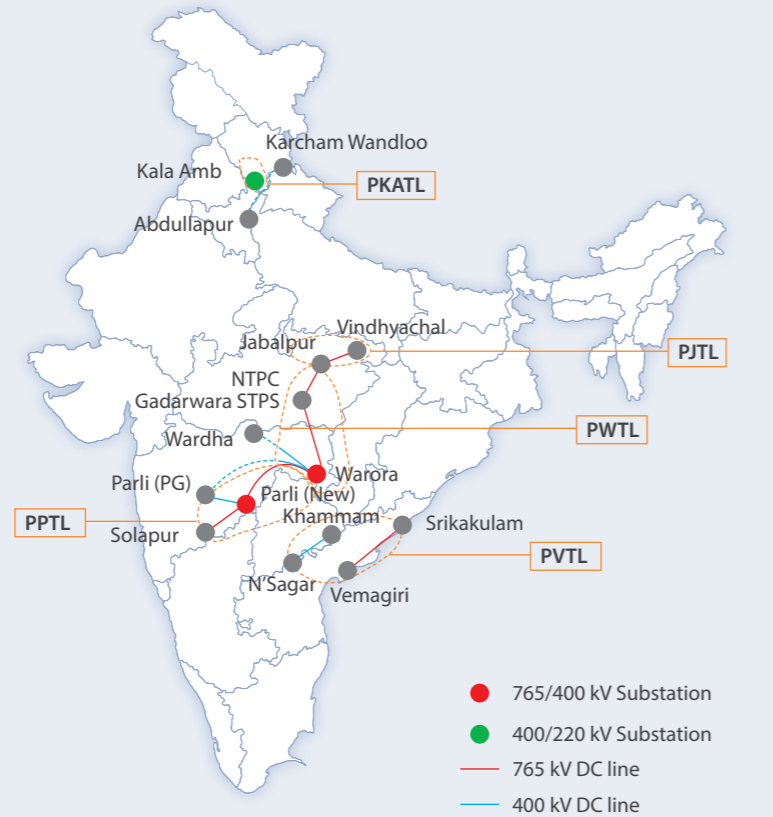 Karcham Wandloo
Kala Amb
PKATL
Abdullapur
Vindhyachal
Jabalpur
PJTL
NTPC
Gadarwara STPS
PWTL
Wardha
Warora
Parli (PG)
Parli (New)
PPTL
Khammam
Srikakulam
Solapur
PVTL
N'Sagar
Vemagiri
765/400 kV Substation
400/220 kV Substation
765 kV DC line
400 kV DC line